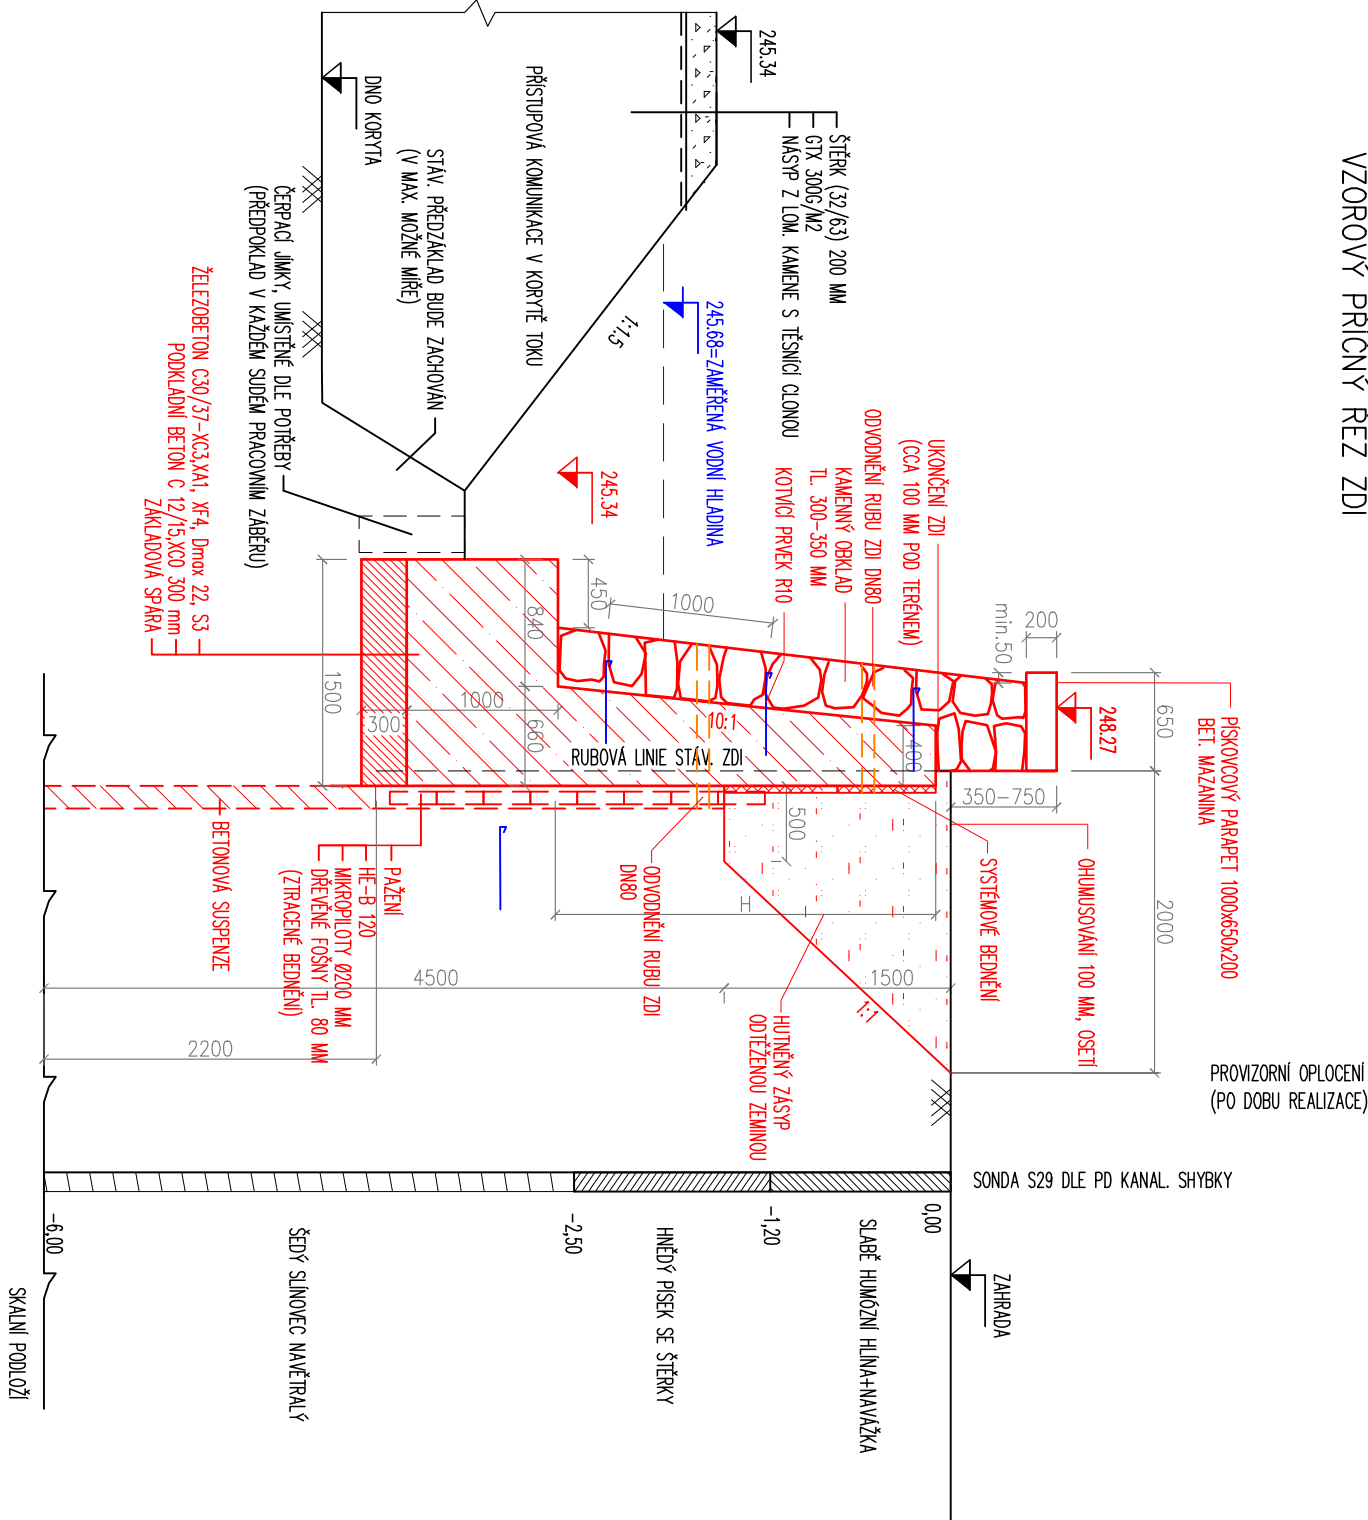 VZOROVÝ PŘÍČNÝ ŘEZ ZDI
245.34
ŠTĚRK (32/63) 200 MM
GTX 300G/M2
NÁSYP Z LOM. KAMENE S TĚSNÍCÍ CLONOU
PŘÍSTUPOVÁ KOMUNIKACE V KORYTĚ TOKU
DNO KORYTA
STÁV. PŘEDZÁKLAD BUDE ZACHOVÁN
(V MAX. MOŽNÉ MÍŘE)
ČERPACÍ JÍMKY, UMÍSTĚNÉ DLE POTŘEBY
(PŘEDPOKLAD V KAŽDÉM SUDÉM PRACOVNÍM ZÁBĚRU)
ŽELEZOBETON C30/37-XC3,XA1, XF4, Dmax 22, S3
PODKLADNÍ BETON C 12/15,XC0 300 mm
ZÁKLADOVÁ SPÁRA
1:1.5
245.68=ZAMĚŘENÁ VODNÍ HLADINA
245.34
UKONČENÍ ZDI
(CCA 100 MM POD TERÉNEM)
ODVODNĚNÍ RUBU ZDI DN80
KAMENNÝ OBKLAD
TL. 300-350 MM
KOTVÍCÍ PRVEK R10
450
1000
840
660
1500
300
1000
10:1
RUBOVÁ LINIE STÁV. ZDI
400
min.50
200
650
248.27
PÍSKOVCOVÝ PARAPET 1000x650x200
BET. MAZANINA
350-750
2000
OHUMUSOVÁNÍ 100 MM, OSETÍ
SYSTÉMOVÉ BEDNĚNÍ
500
H
ODVODNĚNÍ RUBU ZDI
DN80
1500
4500
2200
1:1
HUTNĚNÝ ZÁSYP
ODTĚŽENOU ZEMINOU
PAŽENÍ
HE-B 120
MIKROPILOTY Ø200 MM
DŘEVĚNÉ FOŠNY TL. 80 MM
(ZTRACENÉ BEDNĚNÍ)
BETONOVÁ SUSPENZE
PROVIZORNÍ OPLOCENÍ
(PO DOBU REALIZACE)
SONDA S29 DLE PD KANAL. SHYBKY
0,00
-1,20
-2,50
-6,00
SLABĚ HUMÓZNÍ HLÍNA+NAVÁŽKA
HNĚDÝ PÍSEK SE ŠTĚRKY
ŠEDÝ SLÍNOVEC NAVĚTRALÝ
SKALNÍ PODLOŽÍ
ZAHRADA